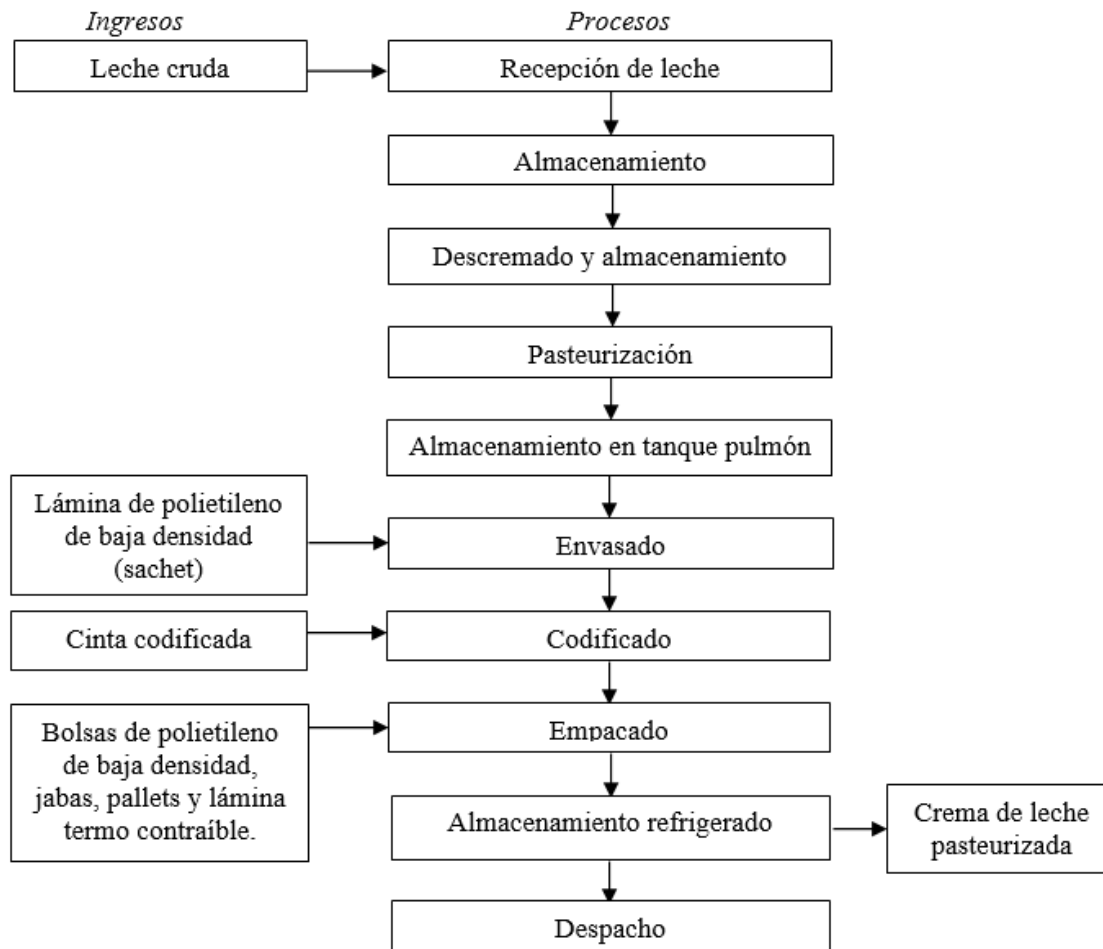 Ingresos
Procesos
Leche cruda
Recepción de leche
Almacenamiento
Descremado y almacenamiento
Pasteurización
Almacenamiento en tanque pulmón
Lámina de polietileno
de baja densidad
(sachet)
Envasado
Cinta codificada
Codificado
Bolsas de polietileno
de baja densidad,
jabas, pallets y lámina
termo contraíble.
Empacado
Almacenamiento refrigerado
Crema de leche
pasteurizada
Despacho